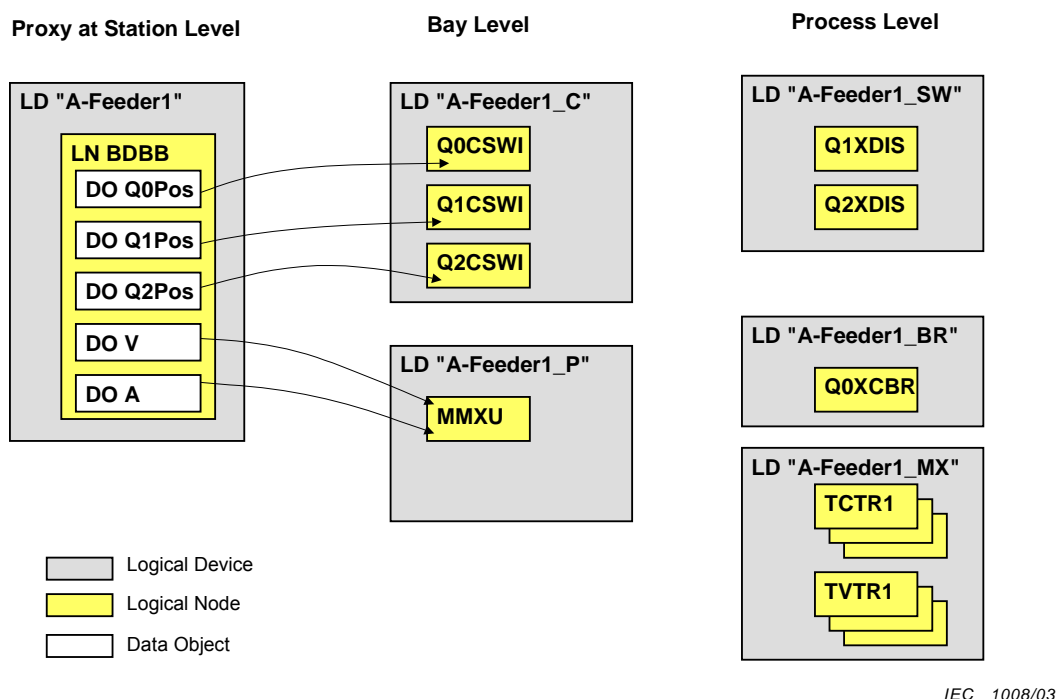 Proxy at Station Level
Bay Level
Process Level
LD "A-Feeder1"
LN BDBB
DO Q0Pos
DO Q1Pos
DO Q2Pos
DO V
DO A
LD "A-Feeder1_C"
Q0CSWI
Q1CSWI
Q2CSWI
LD "A-Feeder1_P"
MMXU
LD "A-Feeder1_SW"
Q1XDIS
Q2XDIS
LD "A-Feeder1_BR"
Q0XCBR
LD "A-Feeder1_MX"
TCTR1
TVTR1
Logical Device
Logical Node
Data Object
IEC 1008/03